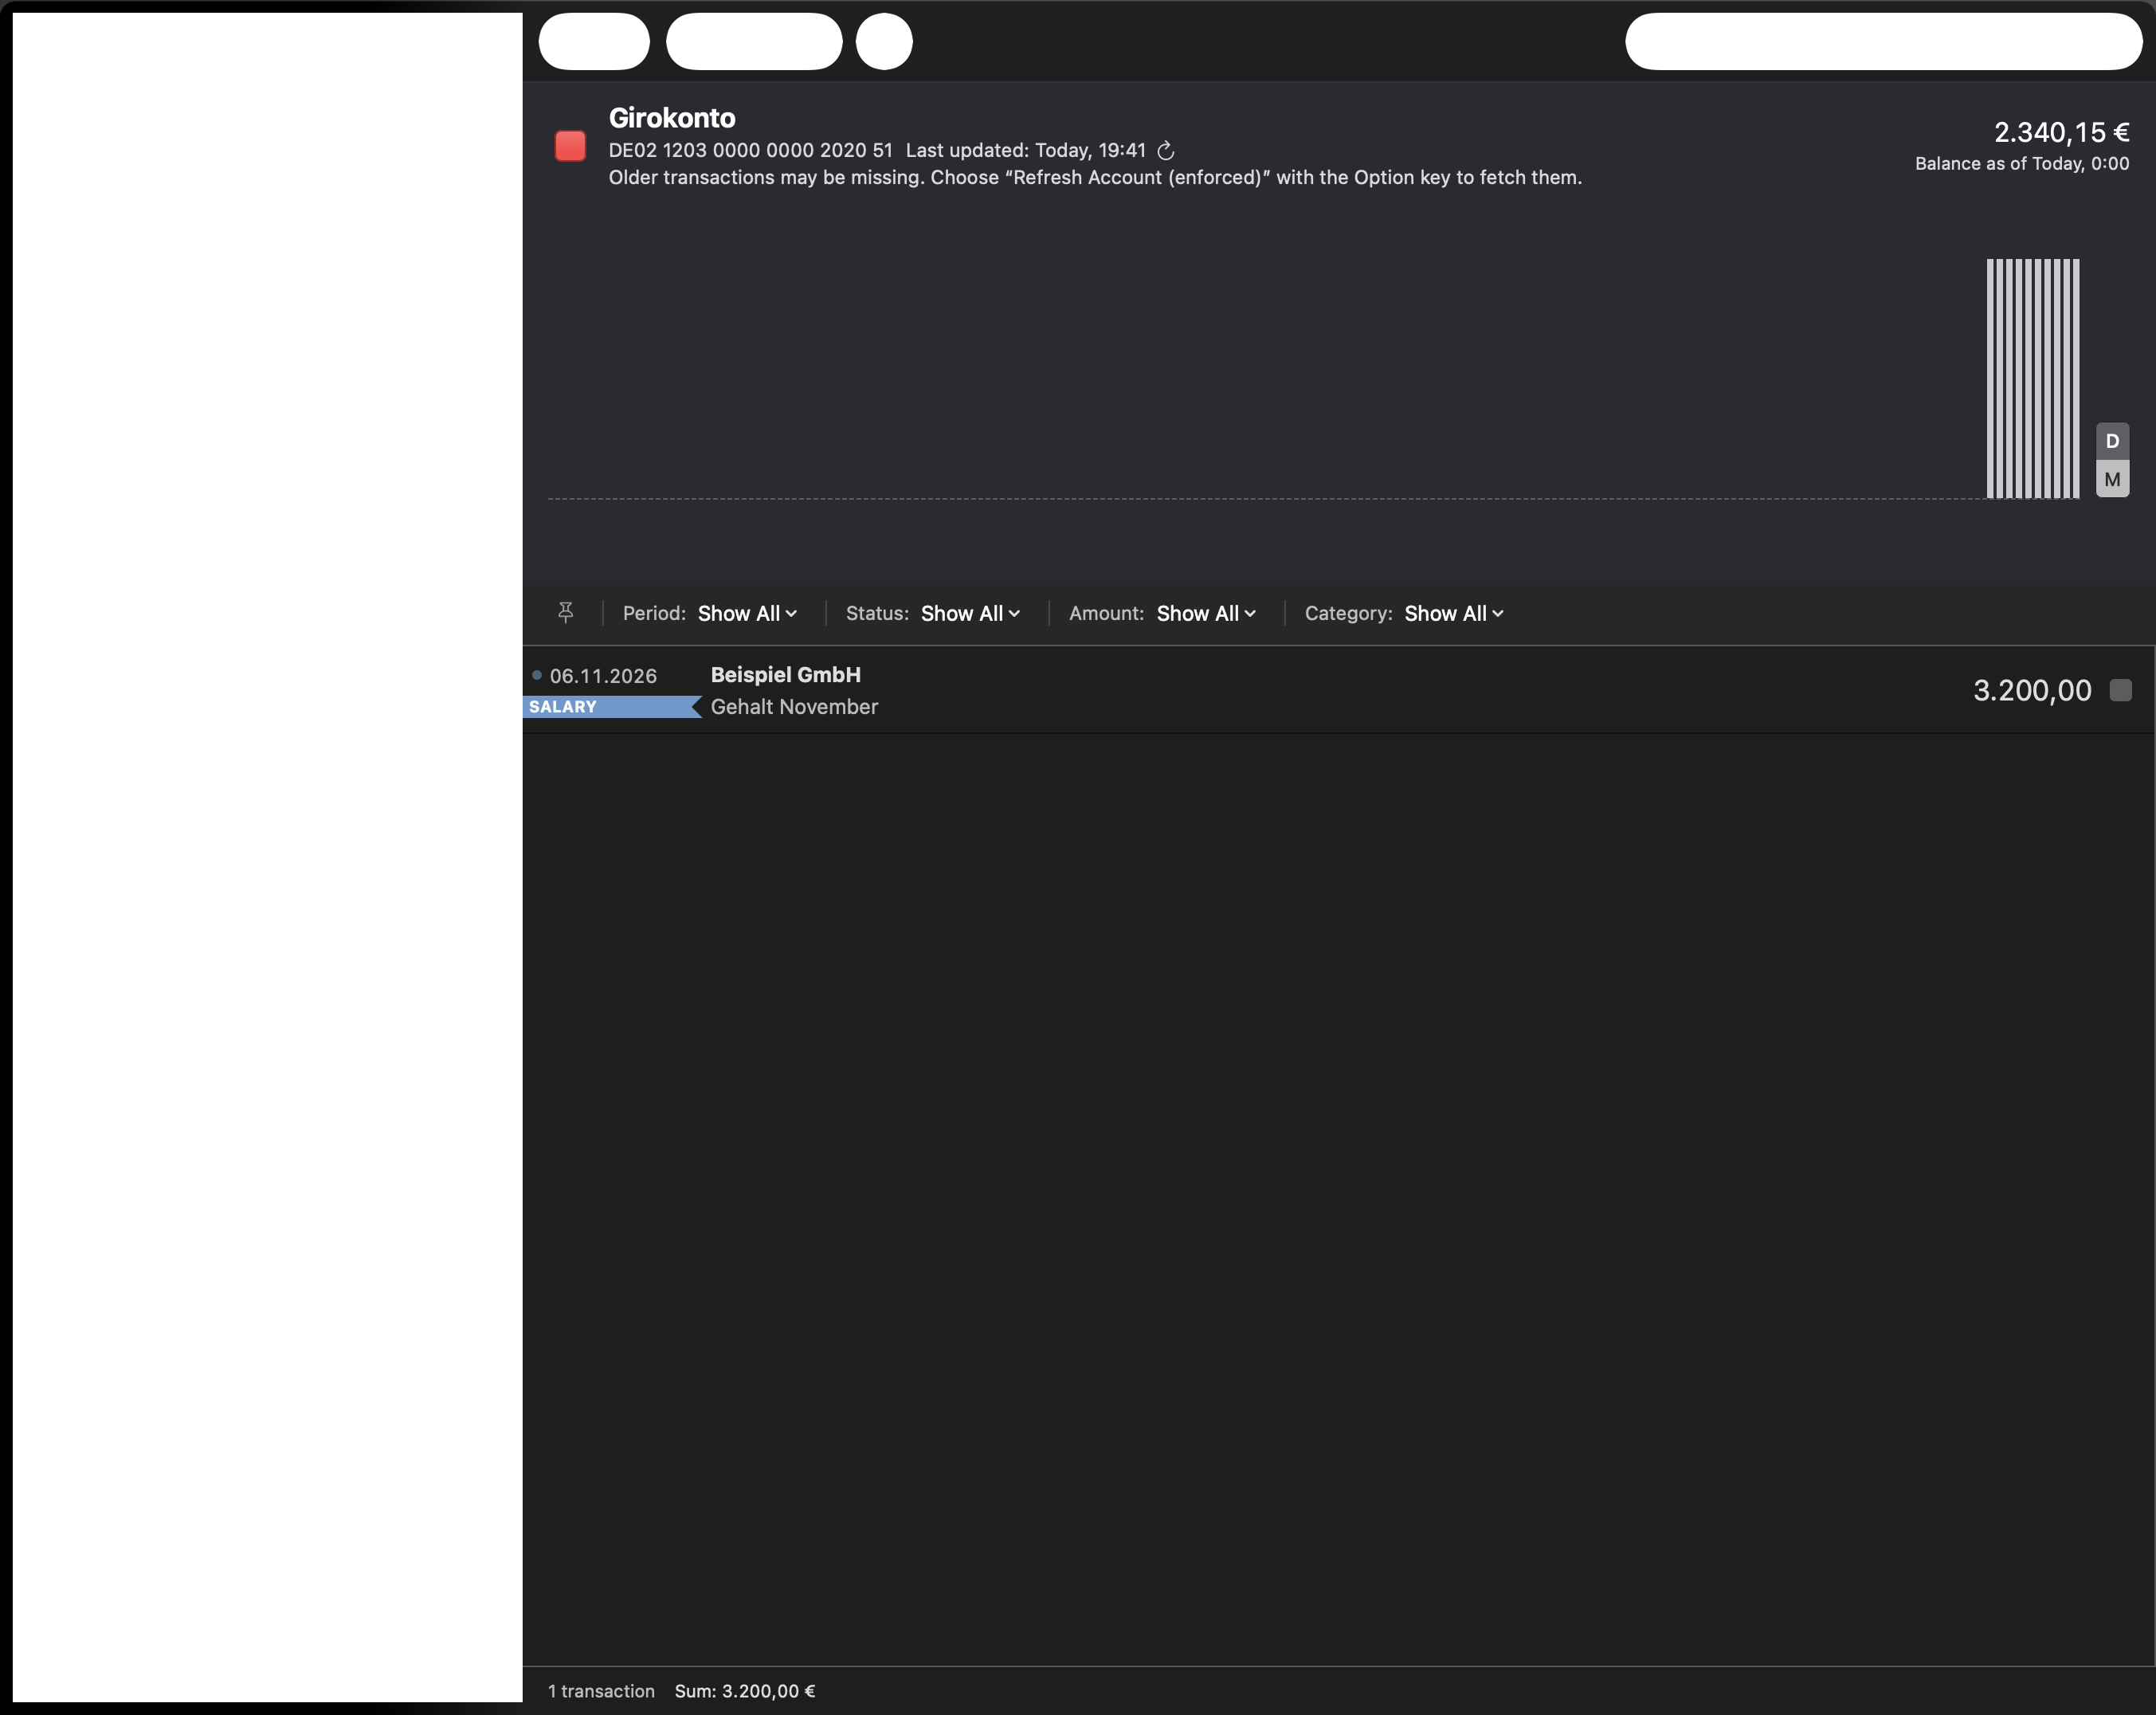 Girokonto
DE02 1203 0000 0000 2020 51 Last updated: Today, 19:41
Older transactions may be missing. Choose “Refresh Account (enforced)” with the Option key to fetch them.
2.340,15 €
Balance as of Today, 0:00
D
M
Period: Show All Status: Show All Amount: Show All Category: Show All
06.11.2026 Beispiel GmbH
SALARY Gehalt November
3.200,00
1 transaction Sum: 3.200,00 €